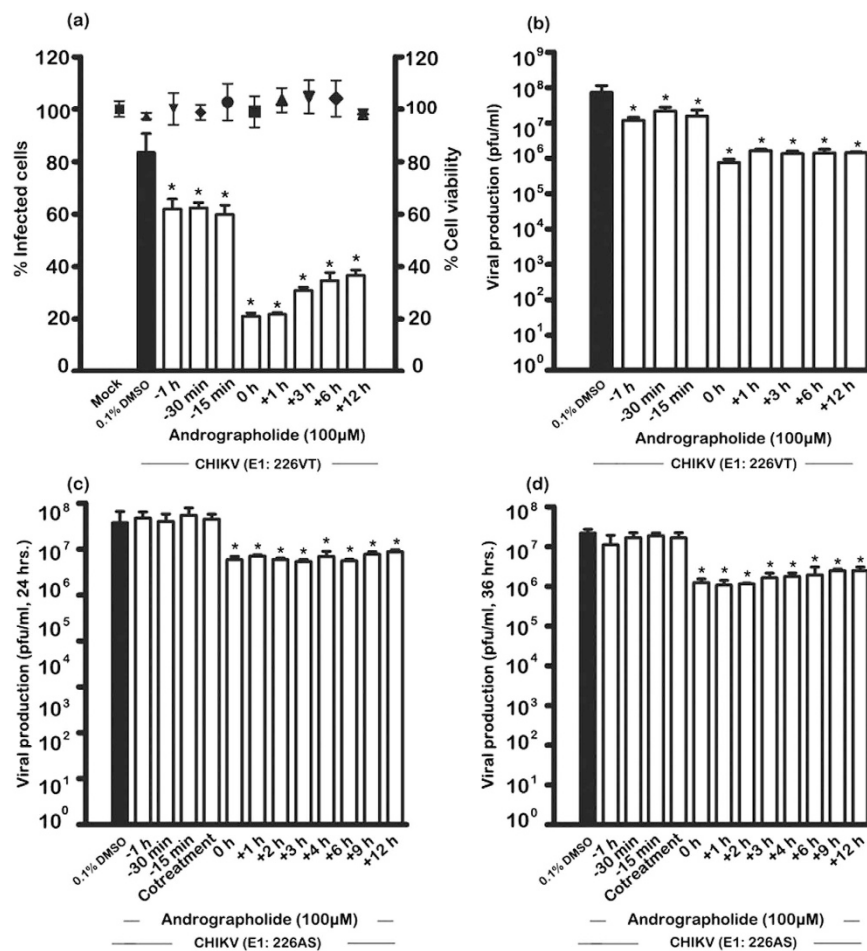 (a)
120
100
80
60
40
20
0
% Infected cells
120
100
80
60
40
20
0
% Cell viability
* * * * * * * *
Mock
0.1% DMSO
-1 h
-30 min
-15 min
0 h
+1 h
+3 h
+6 h
+12 h
Andrographolide (100µM)
CHIKV (E1: 226VT)
(b)
10⁹
10⁸
10⁷
10⁶
10⁵
10⁴
10³
10²
10¹
10⁰
Viral production (pfu/ml)
* * * * * * * *
0.1% DMSO
-1 h
-30 min
-15 min
0 h
+1 h
+3 h
+6 h
+12 h
Andrographolide (100µM)
CHIKV (E1: 226VT)
(c)
10⁸
10⁷
10⁶
10⁵
10⁴
10³
10²
10¹
10⁰
Viral production (pfu/ml, 24 hrs.)
* * * * * * * *
0.1% DMSO
-1 h
-30 min
-15 min
Cotreatment
0 h
+1 h
+2 h
+3 h
+4 h
+6 h
+9 h
+12 h
Andrographolide (100µM)
CHIKV (E1: 226AS)
(d)
10⁸
10⁷
10⁶
10⁵
10⁴
10³
10²
10¹
10⁰
Viral production (pfu/ml, 36 hrs.)
* * * * * * * *
0.1% DMSO
-1 h
-30 min
-15 min
Cotreatment
0 h
+1 h
+2 h
+3 h
+4 h
+6 h
+9 h
+12 h
Andrographolide (100µM)
CHIKV (E1: 226AS)